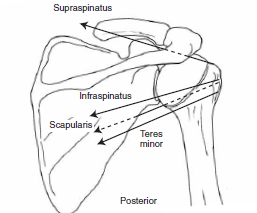 Supraspinatus
Infraspinatus
Scapularis
Teres
minor
Posterior